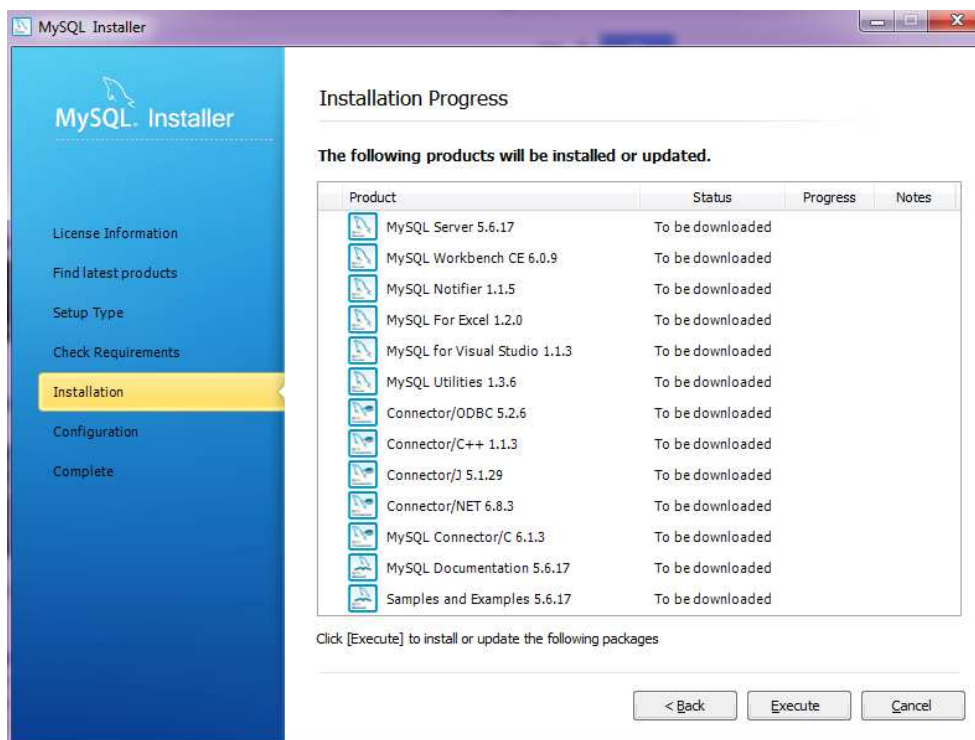 MySQL Installer
MySQL. Installer
License Information
Find latest products
Setup Type
Check Requirements
Installation
Configuration
Complete
Installation Progress
The following products will be installed or updated.
Product Status Progress Notes
MySQL Server 5.6.17 To be downloaded
MySQL Workbench CE 6.0.9 To be downloaded
MySQL Notifier 1.1.5 To be downloaded
MySQL For Excel 1.2.0 To be downloaded
MySQL for Visual Studio 1.1.3 To be downloaded
MySQL Utilities 1.3.6 To be downloaded
Connector/ODBC 5.2.6 To be downloaded
Connector/C++ 1.1.3 To be downloaded
Connector/J 5.1.29 To be downloaded
Connector/NET 6.8.3 To be downloaded
MySQL Connector/C 6.1.3 To be downloaded
MySQL Documentation 5.6.17 To be downloaded
Samples and Examples 5.6.17 To be downloaded
Click [Execute] to install or update the following packages
< Back Execute Cancel